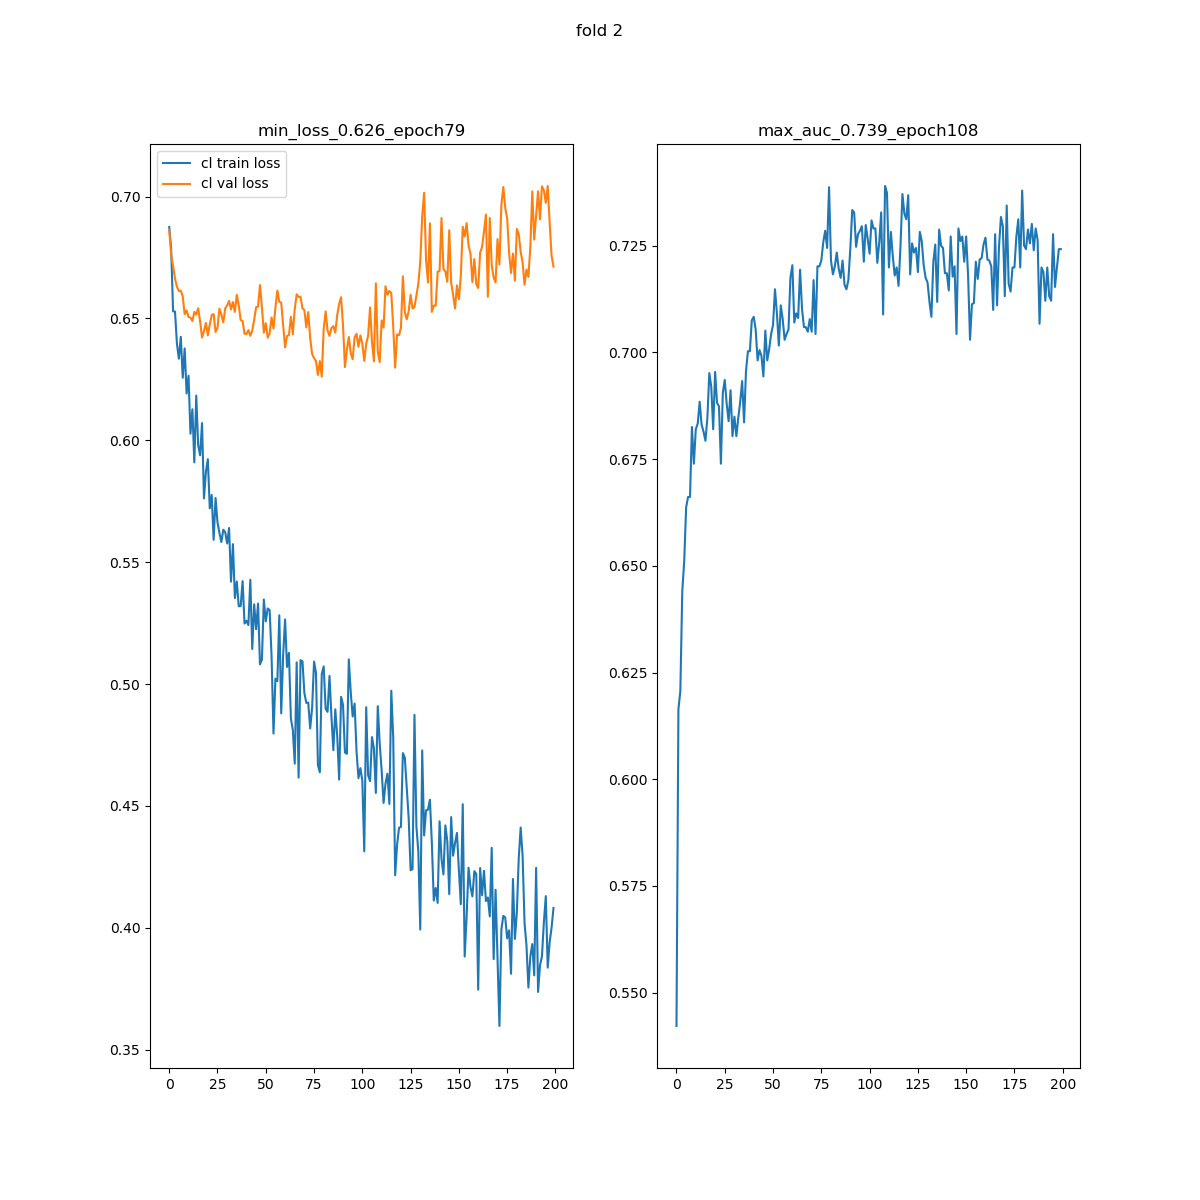 fold 2
min_loss_0.626_epoch79
cl train loss
cl val loss
0.70
0.65
0.60
0.55
0.50
0.45
0.40
0.35
0 25 50 75 100 125 150 175 200
max_auc_0.739_epoch108
0.725
0.700
0.675
0.650
0.625
0.600
0.575
0.550
0 25 50 75 100 125 150 175 200